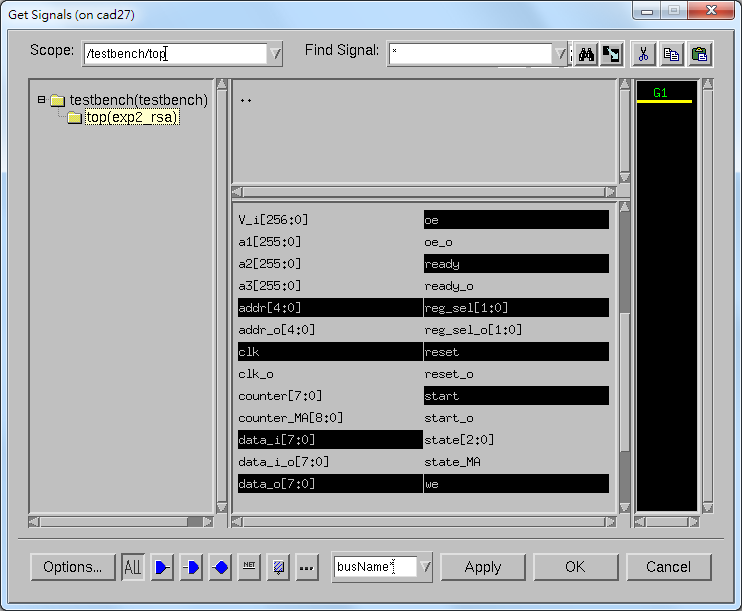 Get Signals (on cad27)
Scope: /testbench/top Find Signal: *
testbench(testbench)
top(exp2_rsa)
..
G1
V_i[256:0] oe
a1[255:0] oe_o
a2[255:0] ready
a3[255:0] ready_o
addr[4:0] reg_sel[1:0]
addr_o[4:0] reg_sel_o[1:0]
clk reset
clk_o reset_o
counter[7:0] start
counter_MA[8:0] start_o
data_i[7:0] state[2:0]
data_i_o[7:0] state_MA
data_o[7:0] we
Options... ALL NET ... busName* Apply OK Cancel